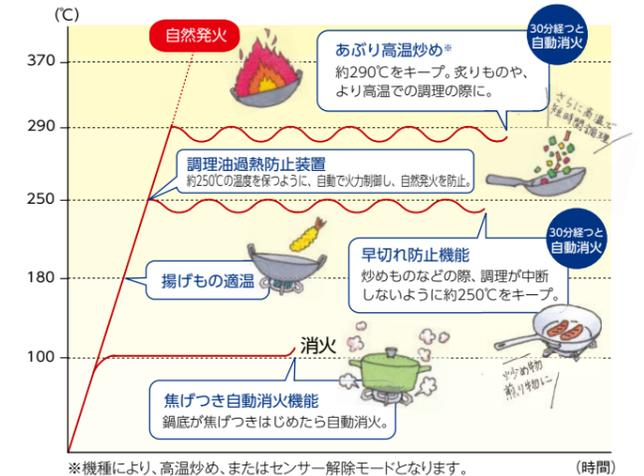 (℃)
370
290
250
180
100
自然発火
あぶり高温炒め※
約290℃をキープ。炙りものや、
より高温での調理の際に。
30分経つと
自動消火
さらに高温で
短時間調理
調理油過熱防止装置
約250℃の温度を保つように、自動で火力制御し、自然発火を防止。
30分経つと
自動消火
早切れ防止機能
炒めものなどの際、調理が中断
しないように約250℃をキープ。
揚げもの適温
消火
炒め物
煎り物に
焦げつき自動消火機能
鍋底が焦げつきはじめたら自動消火。
※機種により、高温炒め、またはセンサー解除モードとなります。
(時間)